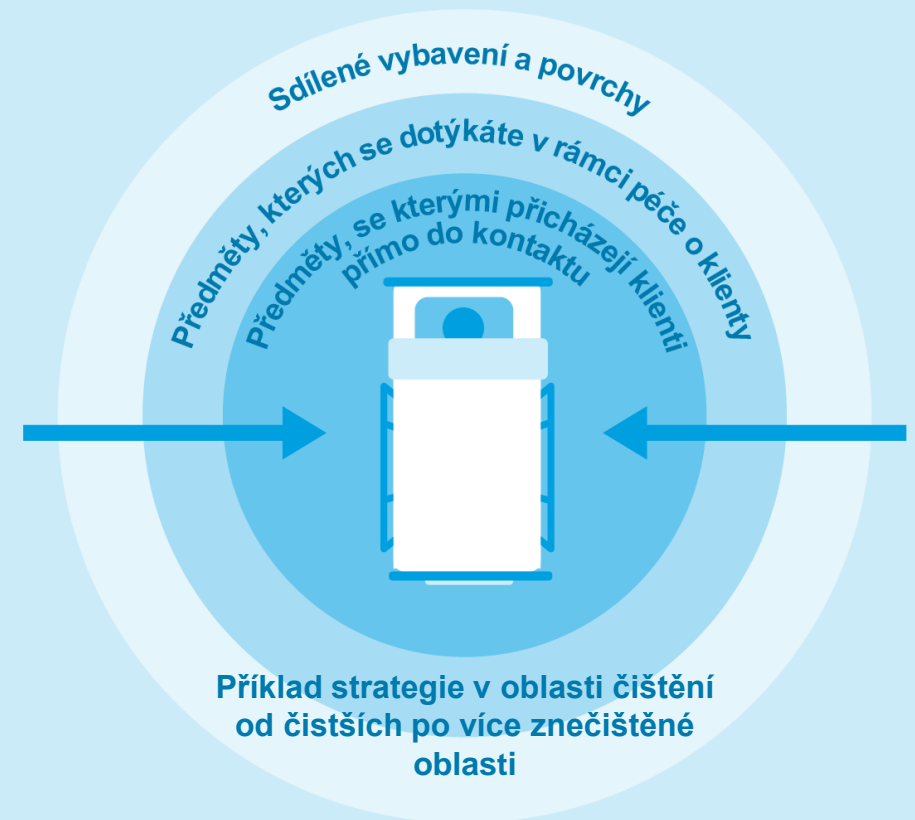 Sdílené vybavení a povrchy
Předměty, kterých se dotýkáte v rámci péče o klienty
Předměty, se kterými přicházejí klienti
přímo do kontaktu
Příklad strategie v oblasti čištění
od čistších po více znečištěné
oblasti